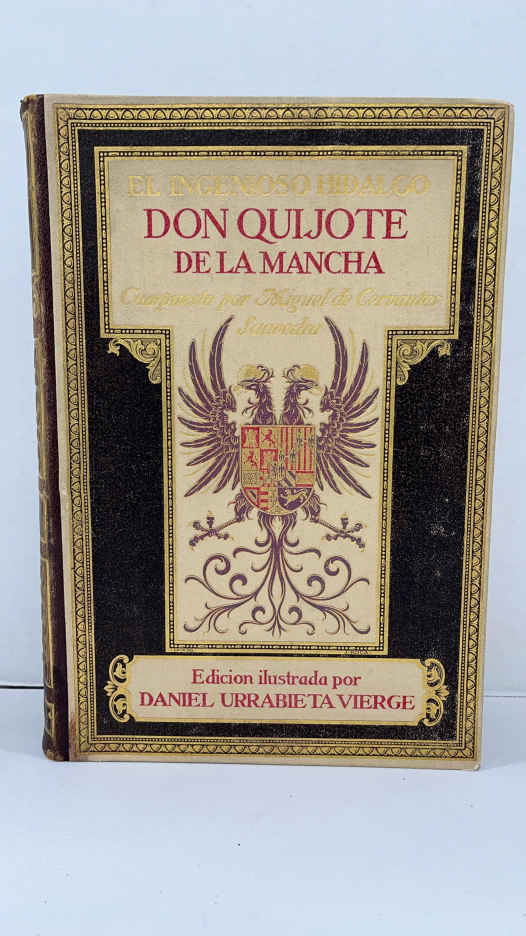 EL INGENIOSO HIDALGO
DON QUIJOTE
DE LA MANCHA
Compuesto por Miguel de Cervantes
Saavedra
Edicion ilustrada por
DANIEL URRABIETA VIERGE